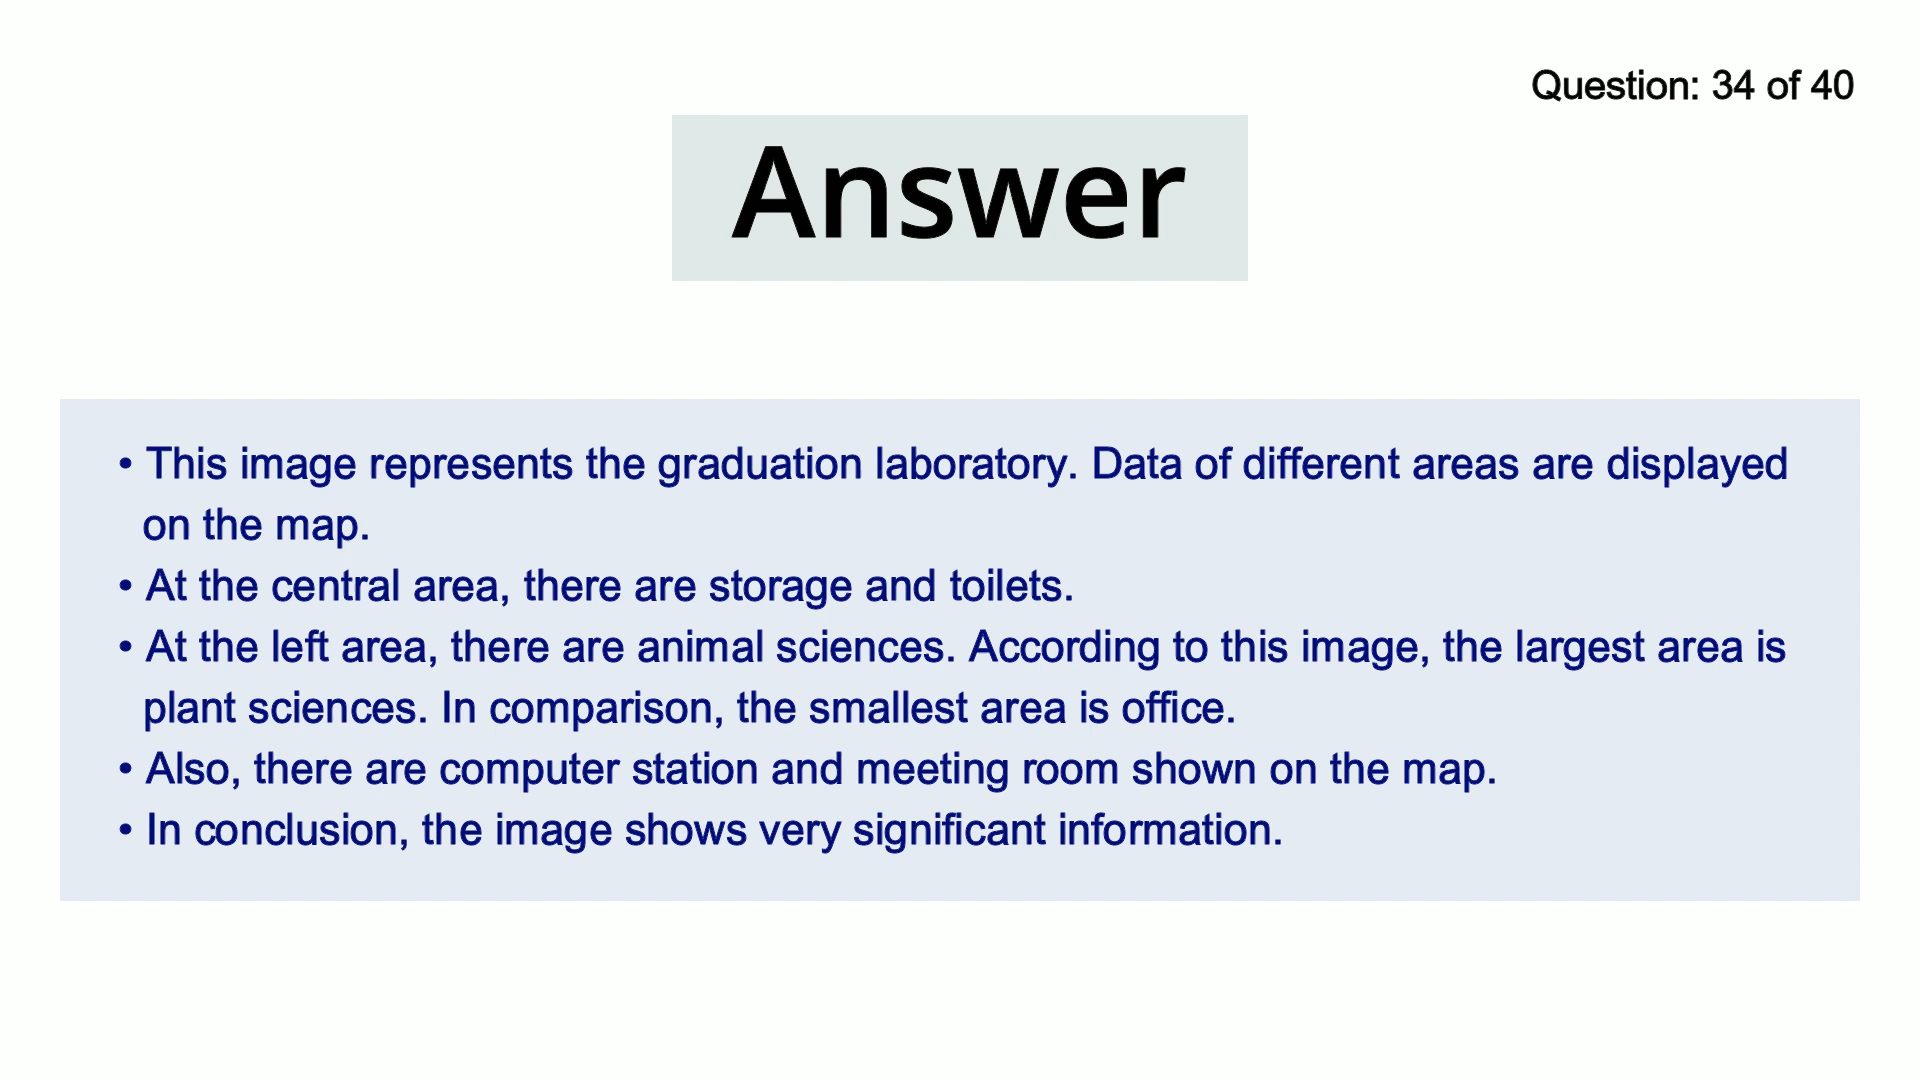 Question: 34 of 40
Answer
• This image represents the graduation laboratory. Data of different areas are displayed
on the map.
• At the central area, there are storage and toilets.
• At the left area, there are animal sciences. According to this image, the largest area is
plant sciences. In comparison, the smallest area is office.
• Also, there are computer station and meeting room shown on the map.
• In conclusion, the image shows very significant information.